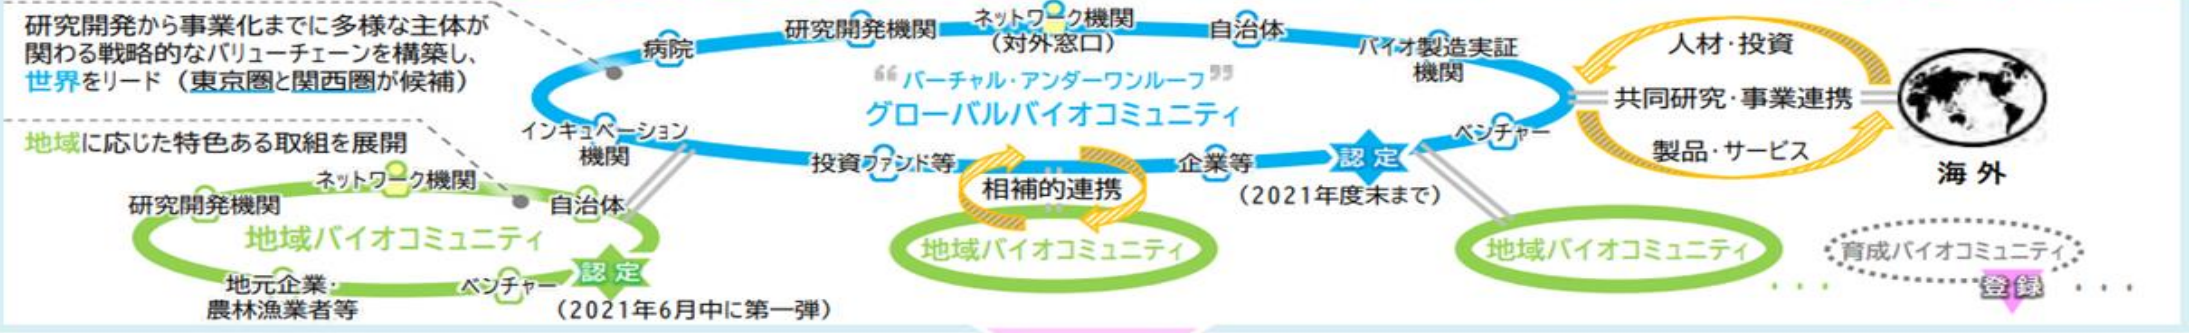 研究開発から事業化までに多様な主体が
関わる戦略的なバリューチェーンを構築し、
世界をリード（東京圏と関西圏が候補）
病院
研究開発機関
ネットワーク機関
（対外窓口）
自治体
バイオ製造実証
機関
“バーチャル・アンダーワンルーフ”
グローバルバイオコミュニティ
インキュベーション
機関
投資ファンド等
企業等
認定
（2021年度末まで）
ベンチャー
人材・投資
共同研究・事業連携
製品・サービス
海外
地域に応じた特色ある取組を展開
ネットワーク機関
研究開発機関
自治体
地域バイオコミュニティ
地元企業・
農林漁業者等
ベンチャー
認定
（2021年6月中に第一弾）
相補的連携
地域バイオコミュニティ
地域バイオコミュニティ
・・・
育成バイオコミュニティ
登録
・・・